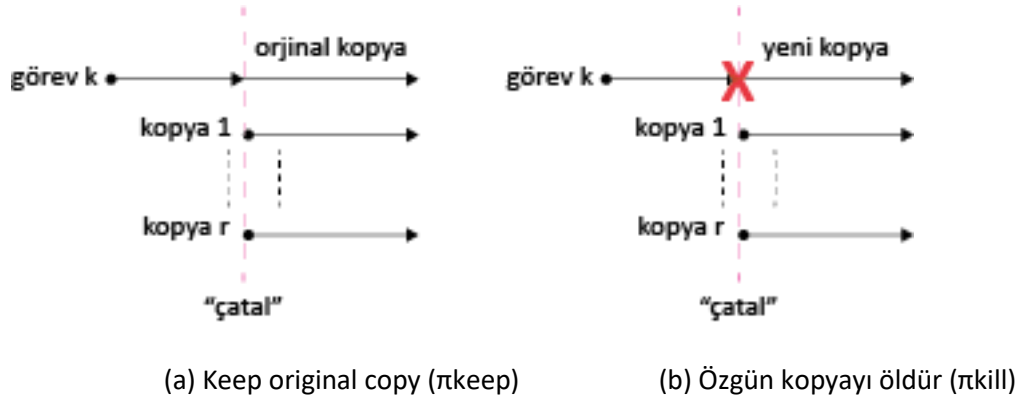 orjinal kopya
görev k
kopya 1
kopya r
“çatal”
(a) Keep original copy (πkeep)
yeni kopya
görev k
X
kopya 1
kopya r
“çatal”
(b) Özgün kopyayı öldür (πkill)